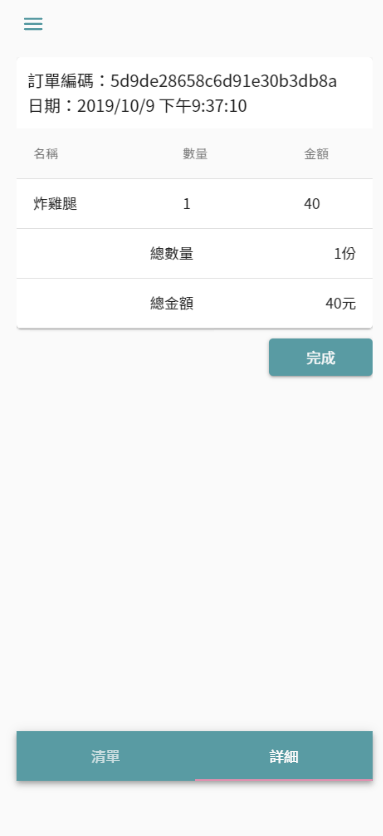 訂單編碼：5d9de28658c6d91e30b3db8a
日期：2019/10/9 下午9:37:10
名稱 數量 金額
炸雞腿 1 40
總數量 1份
總金額 40元
完成
清單 詳細